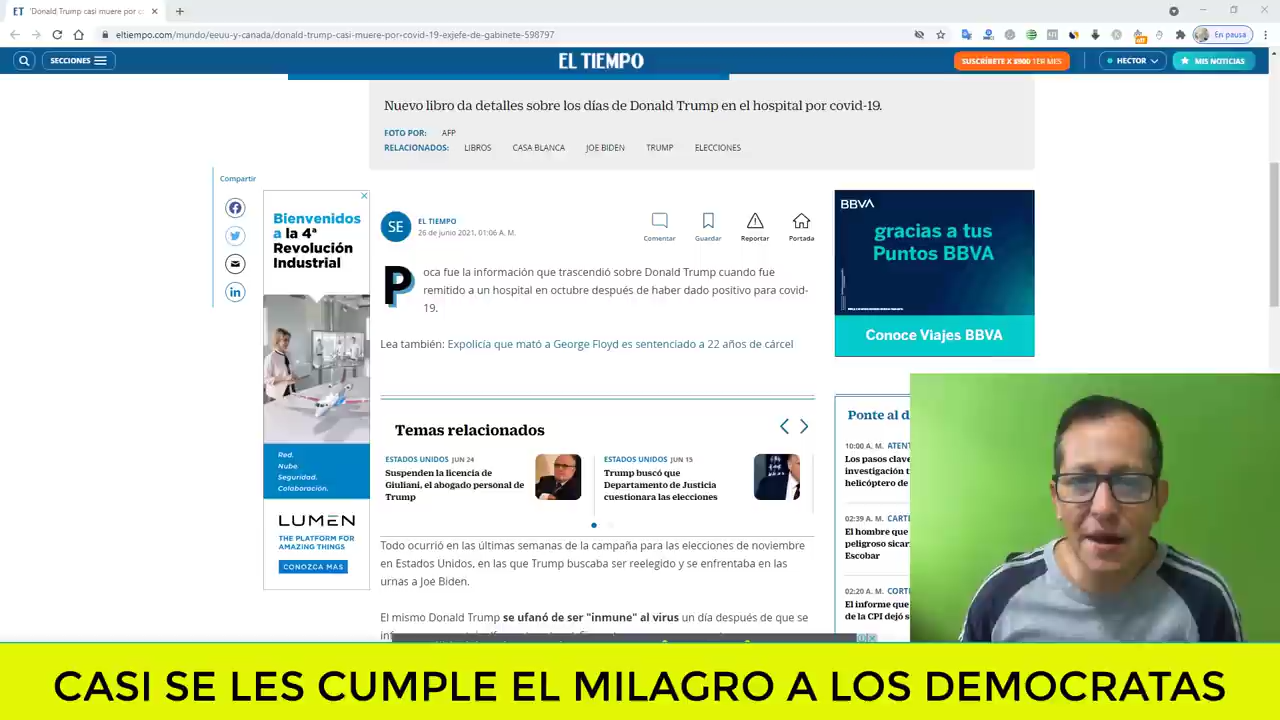 'Donald Trump casi muere por c
eltiempo.com/mundo/eeuu-y-canada/donald-trump-casi-muere-por-covid-19-exjefe-de-gabinete-598797
En pausa
SECCIONES
EL TIEMPO
SUSCRÍBETE X $900 1ER MES
HECTOR
MIS NOTICIAS
Nuevo libro da detalles sobre los días de Donald Trump en el hospital por covid-19.
FOTO POR: AFP
RELACIONADOS: LIBROS CASA BLANCA JOE BIDEN TRUMP ELECCIONES
Compartir
Bienvenidos
a la 4ª
Revolución
Industrial
Red.
Nube.
Seguridad.
Colaboración.
LUMEN
THE PLATFORM FOR
AMAZING THINGS
CONOZCA MAS
SE
EL TIEMPO
26 de junio 2021, 01:06 A. M.
Comentar Guardar Reportar Portada
Poca fue la información que trascendió sobre Donald Trump cuando fue
remitido a un hospital en octubre después de haber dado positivo para covid-
19.
Lea también: Expolicía que mató a George Floyd es sentenciado a 22 años de cárcel
Temas relacionados
ESTADOS UNIDOS JUN 24
Suspenden la licencia de
Giuliani, el abogado personal de
Trump
ESTADOS UNIDOS JUN 15
Trump buscó que
Departamento de Justicia
cuestionara las elecciones
Todo ocurrió en las últimas semanas de la campaña para las elecciones de noviembre
en Estados Unidos, en las que Trump buscaba ser reelegido y se enfrentaba en las
urnas a Joe Biden.
El mismo Donald Trump se ufanó de ser "inmune" al virus un día después de que se
BBVA
gracias a tus
Puntos BBVA
Conoce Viajes BBVA
Ponte al d
10:00 A. M. ATENT
Los pasos clave
investigación t
helicóptero de
02:39 A. M. CARTE
El hombre que
peligroso sicar
Escobar
02:20 A. M. CORTE
El informe que
de la CPI dejó s
CASI SE LES CUMPLE EL MILAGRO A LOS DEMOCRATAS